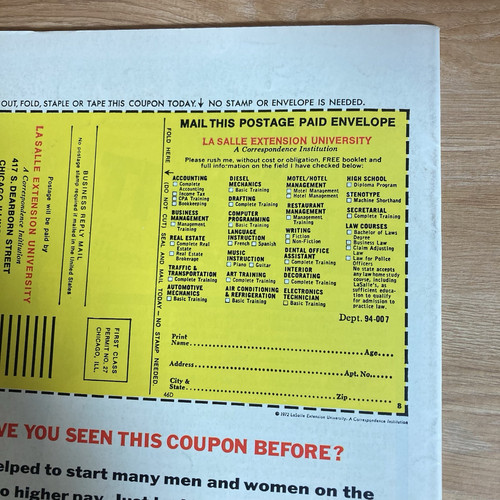 OUT, FOLD, STAPLE OR TAPE THIS COUPON TODAY. NO STAMP OR ENVELOPE IS NEEDED.
MAIL THIS POSTAGE PAID ENVELOPE
LA SALLE EXTENSION UNIVERSITY
A Correspondence Institution
Please rush me, without cost or obligation, FREE booklet and
full information on the field I have checked below:
ACCOUNTING
Complete
Accounting
Income Tax
CPA Training
Bookkeeping
BUSINESS
MANAGEMENT
Management
Training
REAL ESTATE
Complete Real
Estate
Real Estate
Brokerage
TRAFFIC &
TRANSPORTATION
Complete Training
AUTOMOTIVE
MECHANICS
Basic Training
DIESEL
MECHANICS
Basic Training
DRAFTING
Complete Training
COMPUTER
PROGRAMMING
Basic Training
LANGUAGE
INSTRUCTION
French Spanish
MUSIC
INSTRUCTION
Piano Guitar
ART TRAINING
Complete Training
AIR CONDITIONING
& REFRIGERATION
Basic Training
MOTEL/HOTEL
MANAGEMENT
Motel Management
Hotel Management
RESTAURANT
MANAGEMENT
Management
Training
WRITING
Fiction
Non-Fiction
DENTAL OFFICE
ASSISTANT
Complete Training
INTERIOR
DECORATING
Complete Training
ELECTRONICS
TECHNICIAN
Basic Training
HIGH SCHOOL
Diploma Program
STENOTYPE
Machine Shorthand
SECRETARIAL
Complete Training
LAW COURSES
Bachelor of Laws
Degree
Business Law
Claim Adjusting
Law
Law for Police
Officers
No state accepts
any law home study
course, including
LaSalle's, as
sufficient educa-
tion to qualify
for admission to
practice law.
Dept. 94-007
Print
Name
Age
Address
Apt. No.
City &
State
Zip
46D
8
© 1972 LaSalle Extension University, A Correspondence Institution
FOLD HERE (DO NOT CUT) SEAL AND MAIL TODAY—NO STAMP NEEDED.
BUSINESS REPLY MAIL
No postage stamp required if mailed in the United States
Postage will be paid by
LA SALLE EXTENSION UNIVERSITY
A Correspondence Institution
417 S. DEARBORN STREET
FIRST CLASS
PERMIT NO. 27
CHICAGO, ILL.
VE YOU SEEN THIS COUPON BEFORE?
elped to start many men and women on the